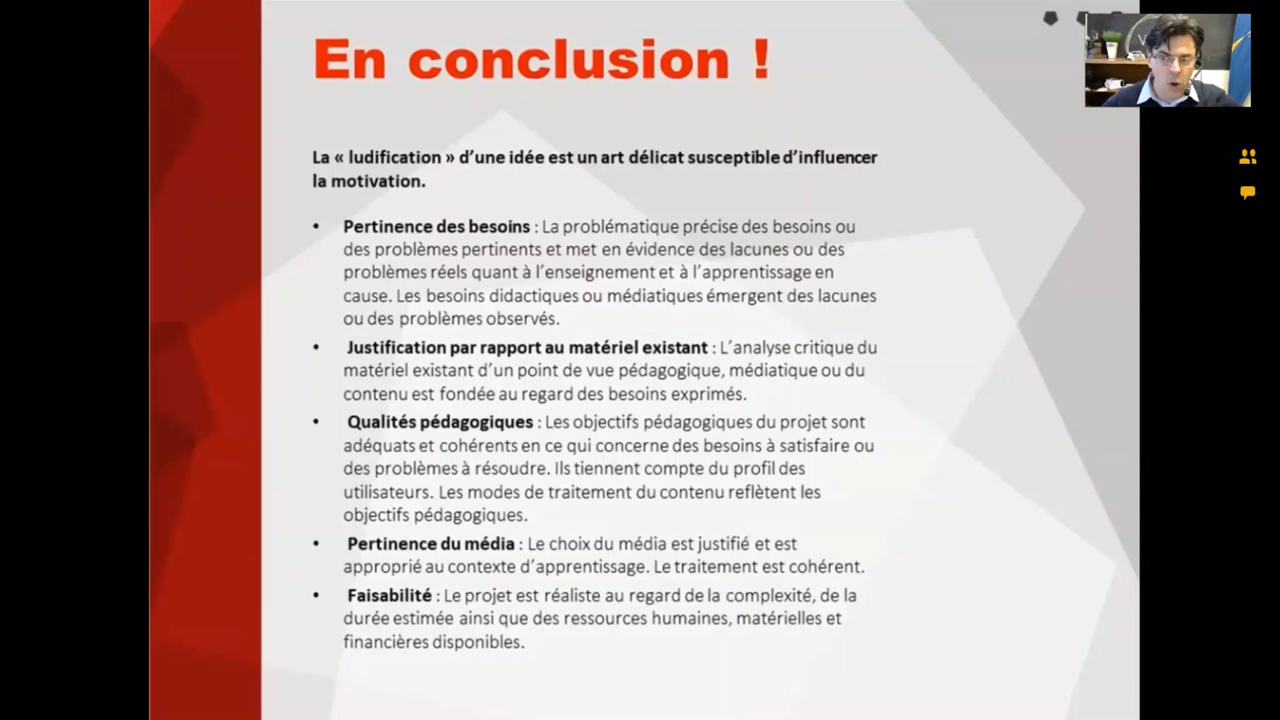 En conclusion !
La « ludification » d’une idée est un art délicat susceptible d’influencer
la motivation.
• Pertinence des besoins : La problématique précise des besoins ou
des problèmes pertinents et met en évidence des lacunes ou des
problèmes réels quant à l’enseignement et à l’apprentissage en
cause. Les besoins didactiques ou médiatiques émergent des lacunes
ou des problèmes observés.
• Justification par rapport au matériel existant : L’analyse critique du
matériel existant d’un point de vue pédagogique, médiatique ou du
contenu est fondée au regard des besoins exprimés.
• Qualités pédagogiques : Les objectifs pédagogiques du projet sont
adéquats et cohérents en ce qui concerne des besoins à satisfaire ou
des problèmes à résoudre. Ils tiennent compte du profil des
utilisateurs. Les modes de traitement du contenu reflètent les
objectifs pédagogiques.
• Pertinence du média : Le choix du média est justifié et est
approprié au contexte d’apprentissage. Le traitement est cohérent.
• Faisabilité : Le projet est réaliste au regard de la complexité, de la
durée estimée ainsi que des ressources humaines, matérielles et
financières disponibles.